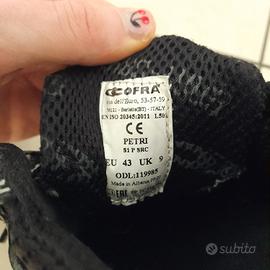 COFRA
Via dell'Euro, 53-57-59
76121 - Barletta(BT) - ITALY
EN ISO 20345:2011 1.50
CE
PETRI
S1 P SRC
EU 43 UK 9
ODL:119985
Made in Albania
subito